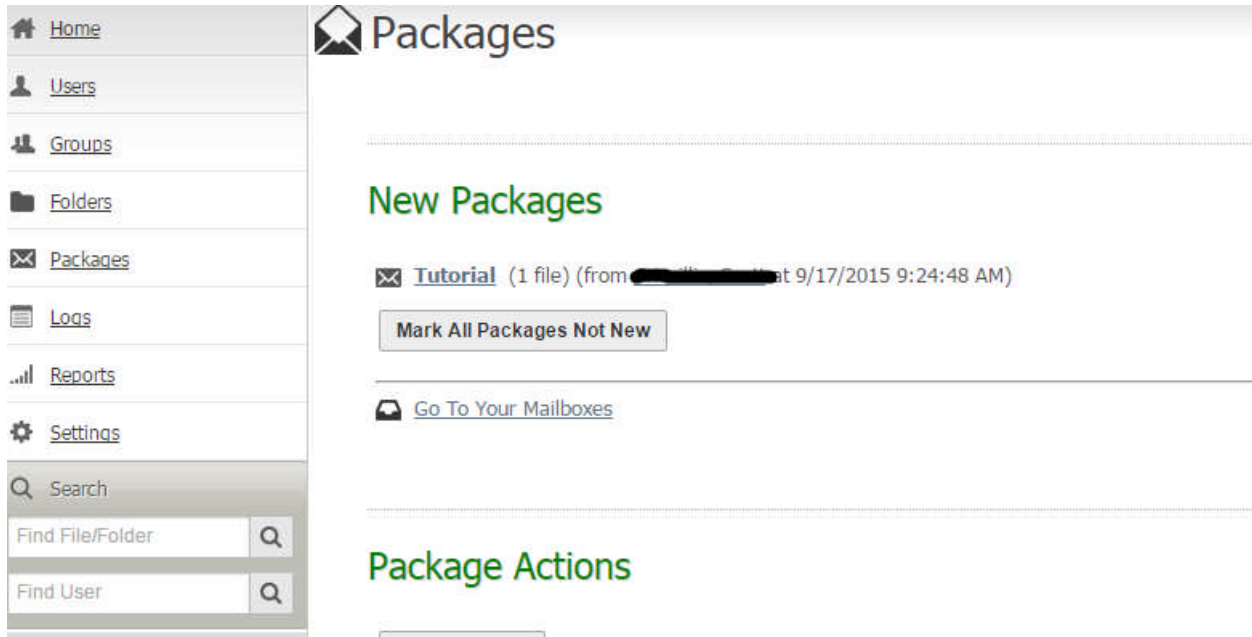 Home
Users
Groups
Folders
Packages
Logs
Reports
Settings
Search
Find File/Folder
Find User
Packages
New Packages
Tutorial (1 file) (from at 9/17/2015 9:24:48 AM)
Mark All Packages Not New
Go To Your Mailboxes
Package Actions